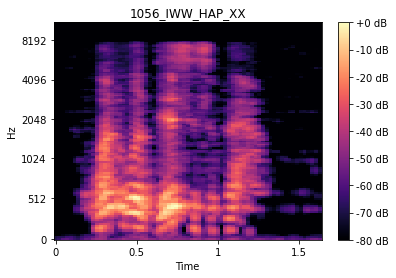 1056_IWW_HAP_XX
8192
4096
2048
1024
512
0
Hz
0
0.5
1
1.5
Time
+0 dB
-10 dB
-20 dB
-30 dB
-40 dB
-50 dB
-60 dB
-70 dB
-80 dB